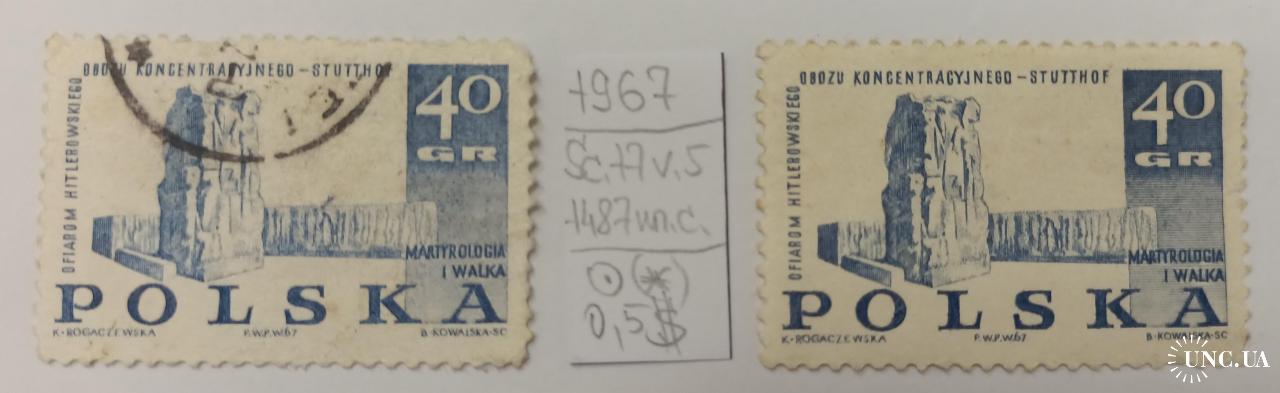 OFIAROM HITLEROWSKIEGO
OBOZU KONCENTRACYJNEGO – STUTTHOF
40
GR
MARTYROLOGIA
I WALKA
POLSKA
K·ROGACZEWSKA P.W.P.W.67 B·KOWALSKA·SC
1967
Sc. 17 v. 5
1487
0,5$
OFIAROM HITLEROWSKIEGO
OBOZU KONCENTRACYJNEGO – STUTTHOF
40
GR
MARTYROLOGIA
I WALKA
POLSKA
K·ROGACZEWSKA P.W.P.W.67 B·KOWALSKA·SC
UNC.UA